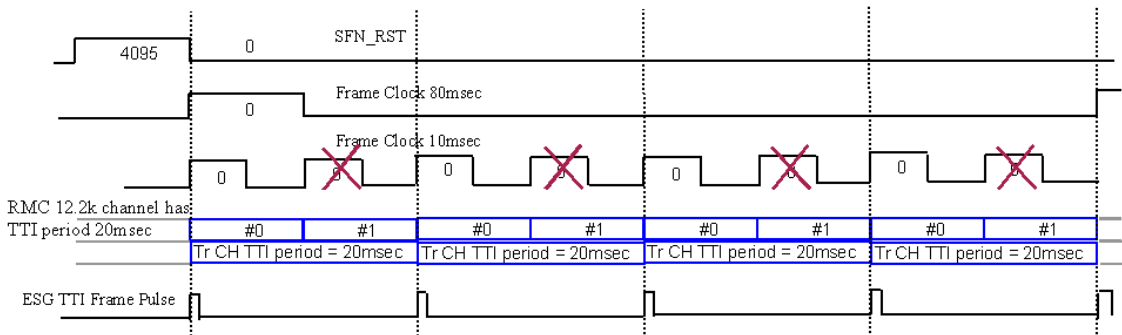 SFN_RST
4095 0
Frame Clock 80msec
0
Frame Clock 10msec
0 0 0 0
RMC 12.2k channel has
TTI period 20msec
#0 #1 #0 #1 #0 #1 #0 #1
Tr CH TTI period = 20msec Tr CH TTI period = 20msec Tr CH TTI period = 20msec Tr CH TTI period = 20msec
ESG TTI Frame Pulse